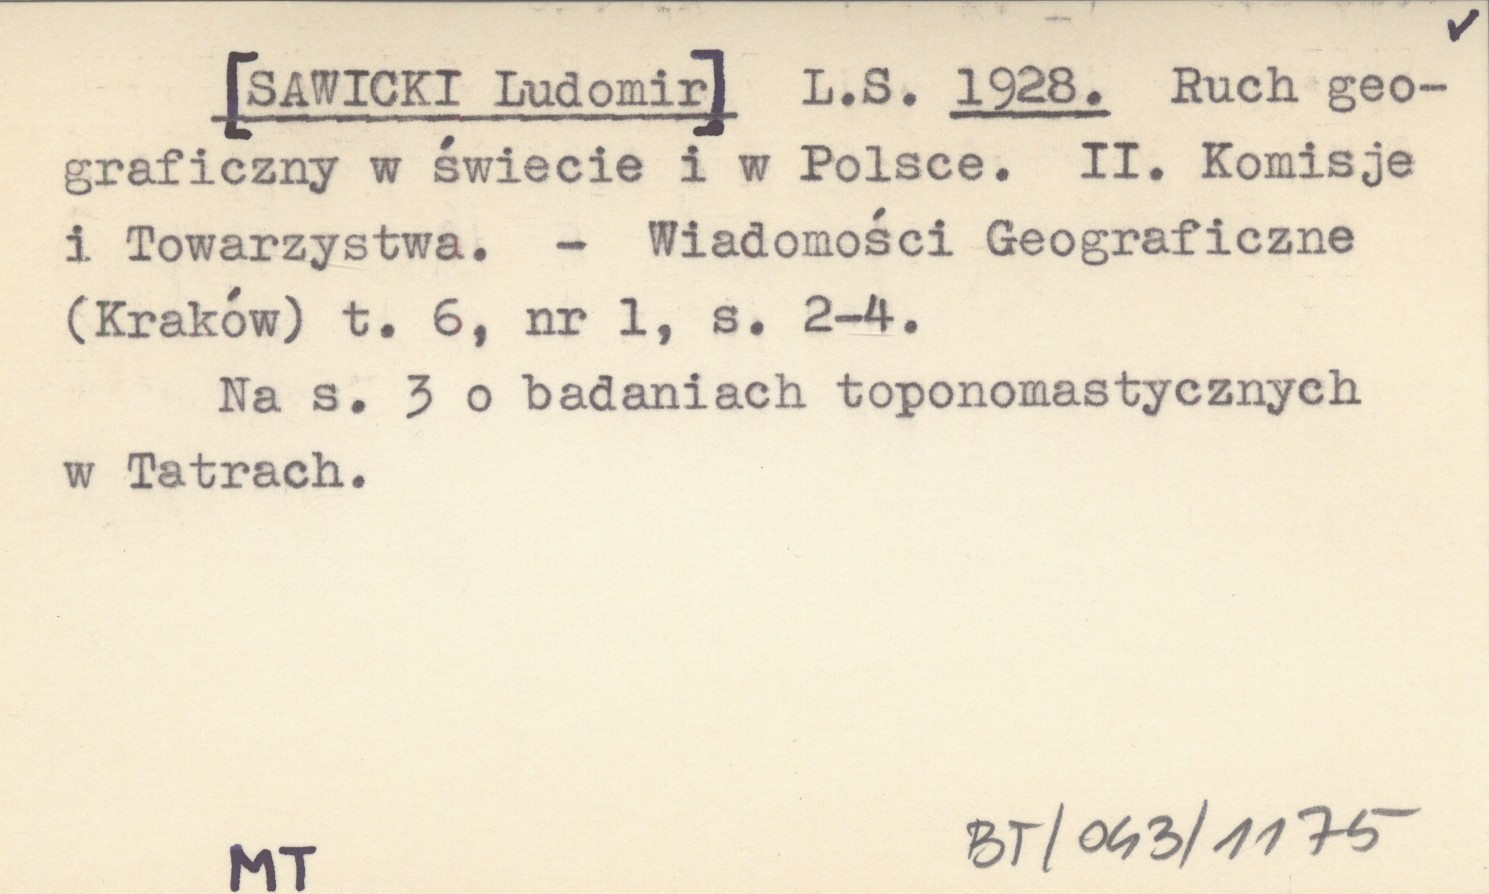 [SAWICKI Ludomir] L.S. 1928. Ruch geo-
graficzny w świecie i w Polsce. II. Komisje
i Towarzystwa. - Wiadomości Geograficzne
(Kraków) t. 6, nr 1, s. 2-4.
Na s. 3 o badaniach toponomastycznych
w Tatrach.
MT
BT/043/1175